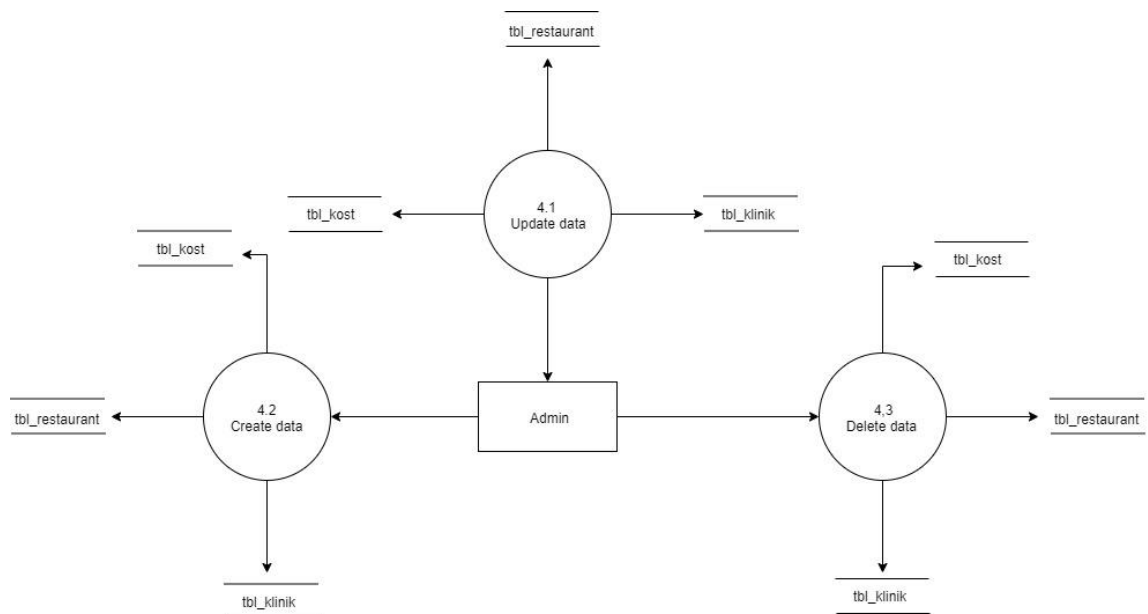 tbl_restaurant
4.1
Update data
tbl_kost
tbl_klinik
tbl_kost
tbl_kost
4.2
Create data
tbl_restaurant
Admin
4,3
Delete data
tbl_restaurant
tbl_klinik
tbl_klinik